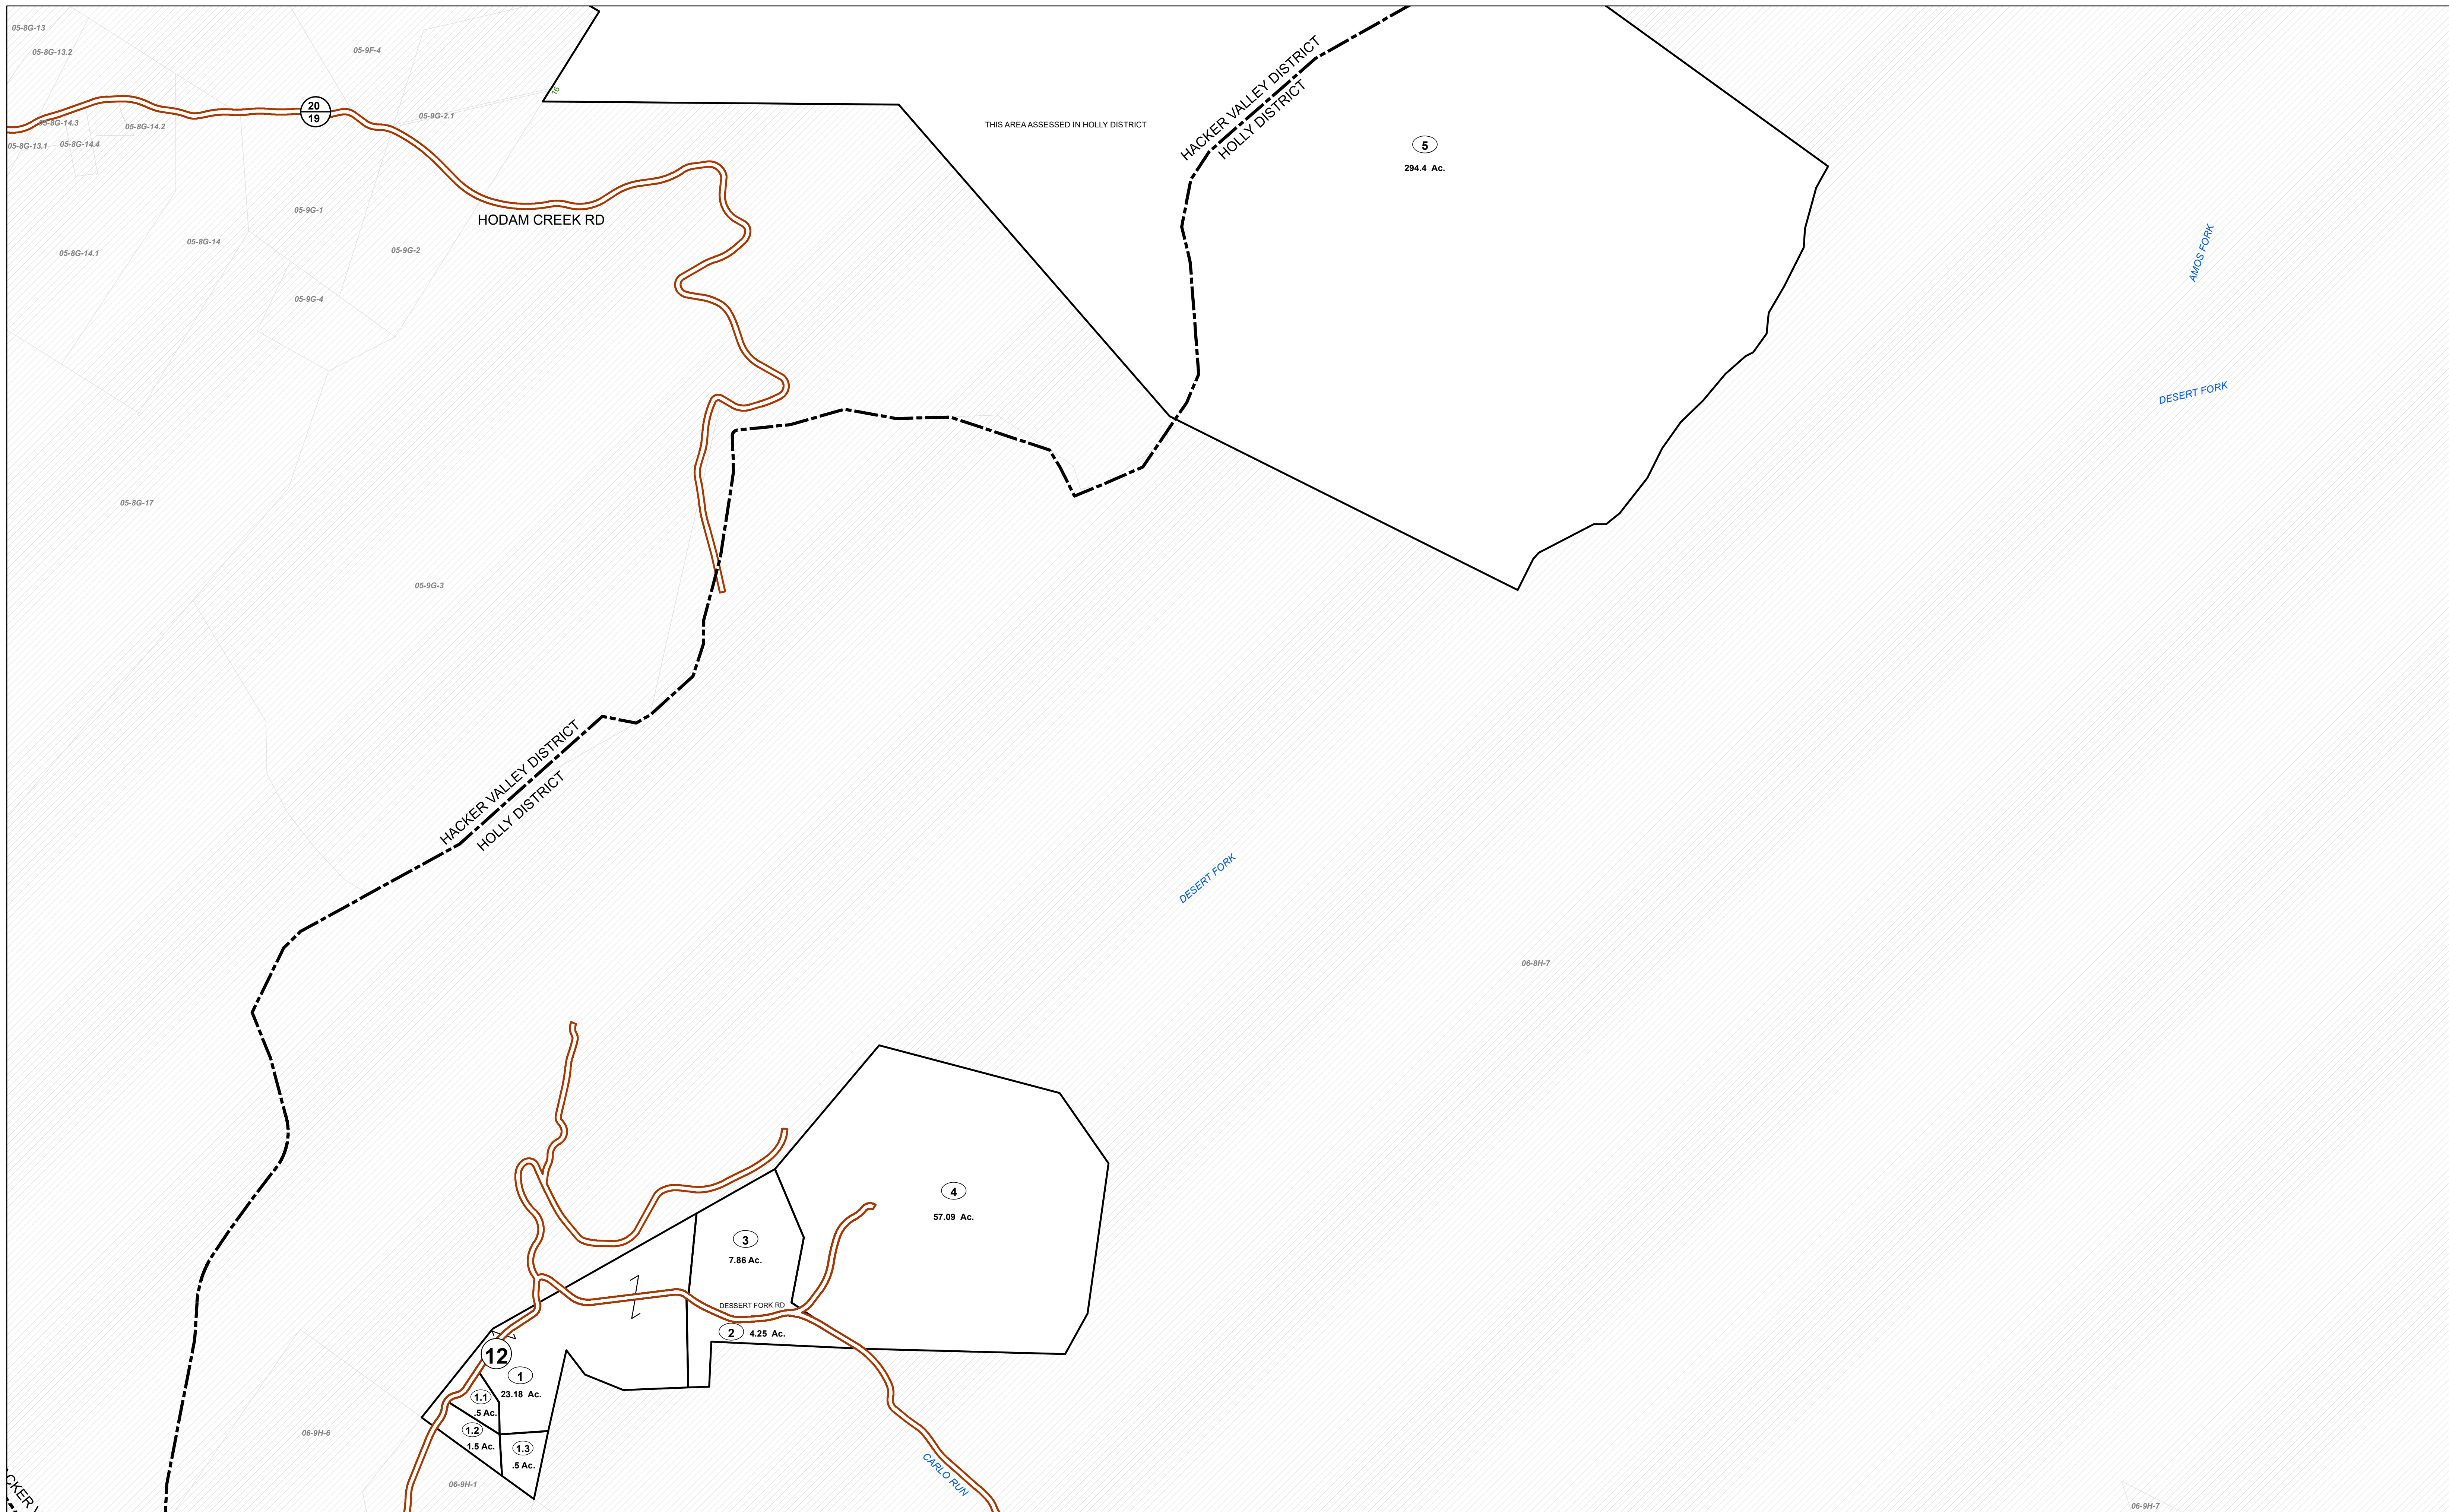 05-8G-13
05-8G-13.2
05-9F-4
16
20
19
05-8G-14.3
05-8G-14.2
05-9G-2.1
05-8G-13.1
05-8G-14.4
HODAM CREEK RD
05-9G-1
05-8G-14.1
05-8G-14
05-9G-2
05-9G-4
THIS AREA ASSESSED IN HOLLY DISTRICT
HACKER VALLEY DISTRICT
HOLLY DISTRICT
5
294.4 Ac.
AMOS FORK
DESERT FORK
05-8G-17
05-9G-3
HACKER VALLEY DISTRICT
HOLLY DISTRICT
DESERT FORK
06-8H-7
4
57.09 Ac.
3
7.86 Ac.
DESSERT FORK RD
2 4.25 Ac.
12
1
23.18 Ac.
1.1
.5 Ac.
1.2
1.5 Ac.
1.3
.5 Ac.
06-9H-6
06-9H-1
CARLO RUN
06-9H-7